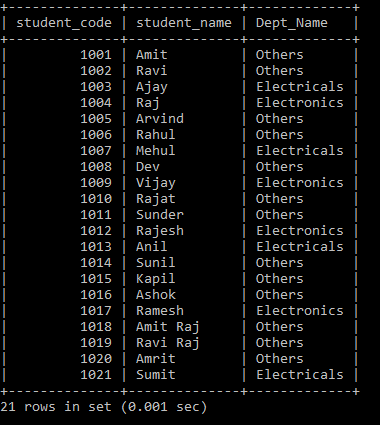 +--------------+--------------+-------------+
| student_code | student_name | Dept_Name   |
+--------------+--------------+-------------+
|         1001 | Amit         | Others      |
|         1002 | Ravi         | Others      |
|         1003 | Ajay         | Electricals |
|         1004 | Raj          | Electronics |
|         1005 | Arvind       | Others      |
|         1006 | Rahul        | Others      |
|         1007 | Mehul        | Electricals |
|         1008 | Dev          | Others      |
|         1009 | Vijay        | Electronics |
|         1010 | Rajat        | Others      |
|         1011 | Sunder       | Others      |
|         1012 | Rajesh       | Electronics |
|         1013 | Anil         | Electricals |
|         1014 | Sunil        | Others      |
|         1015 | Kapil        | Others      |
|         1016 | Ashok        | Others      |
|         1017 | Ramesh       | Electronics |
|         1018 | Amit Raj     | Others      |
|         1019 | Ravi Raj     | Others      |
|         1020 | Amrit        | Others      |
|         1021 | Sumit        | Electricals |
+--------------+--------------+-------------+
21 rows in set (0.001 sec)